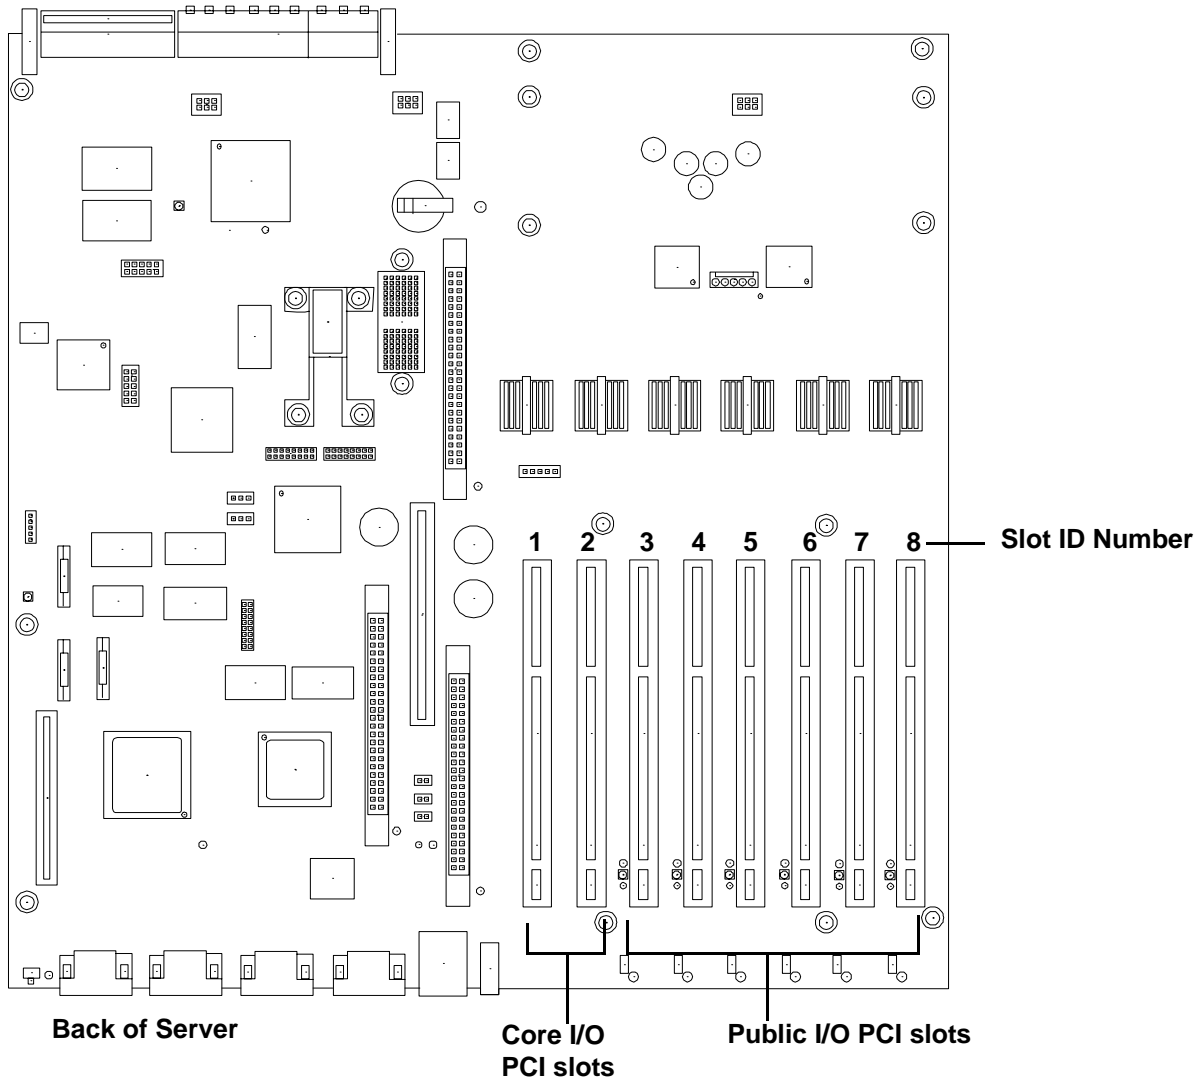 1 2 3 4 5 6 7 8 Slot ID Number
Back of Server
Core I/O
PCI slots
Public I/O PCI slots